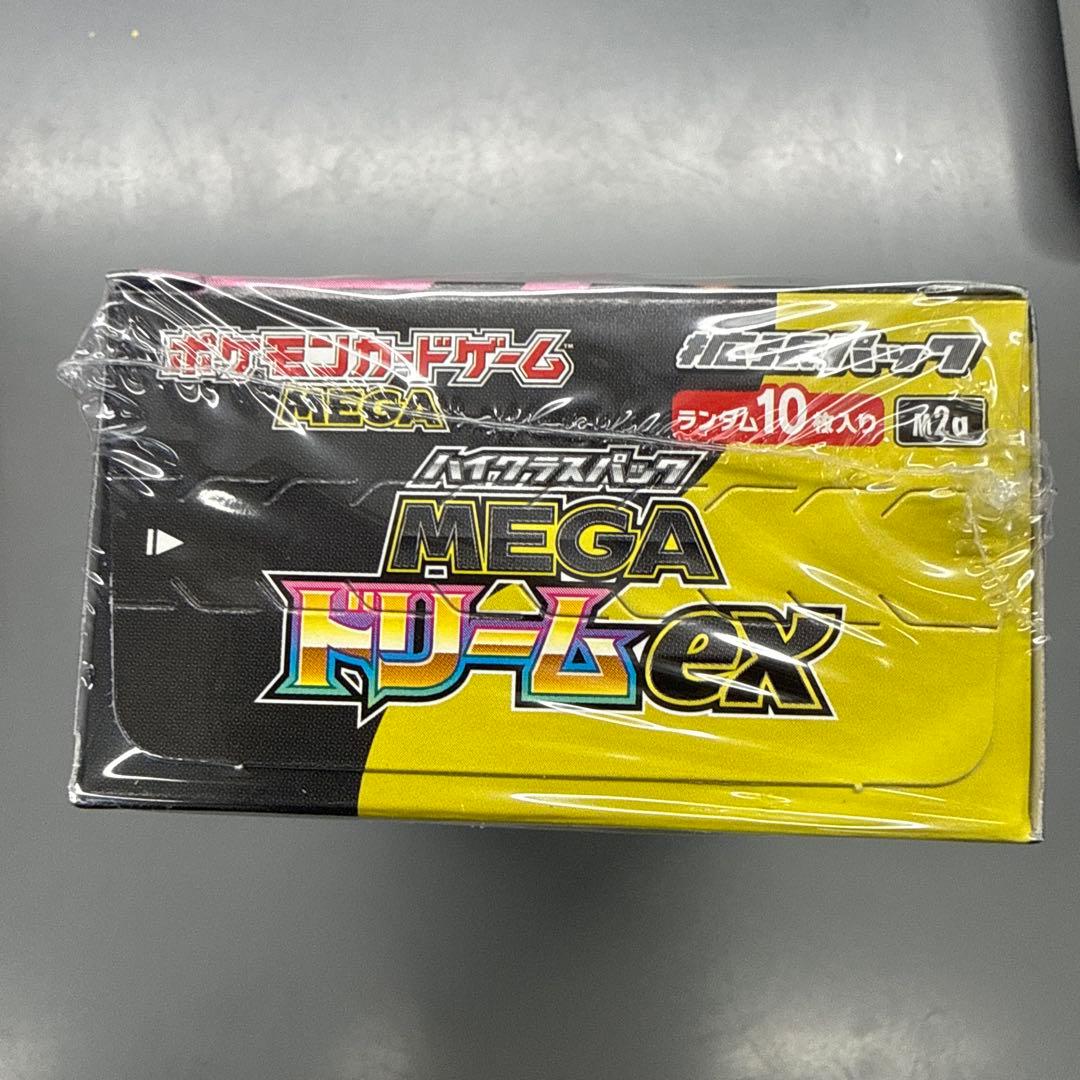 ポケモンカードゲーム™
MEGA
拡張パック
ランダム10枚入り
M2a
ハイクラスパック
MEGA
ドリームex